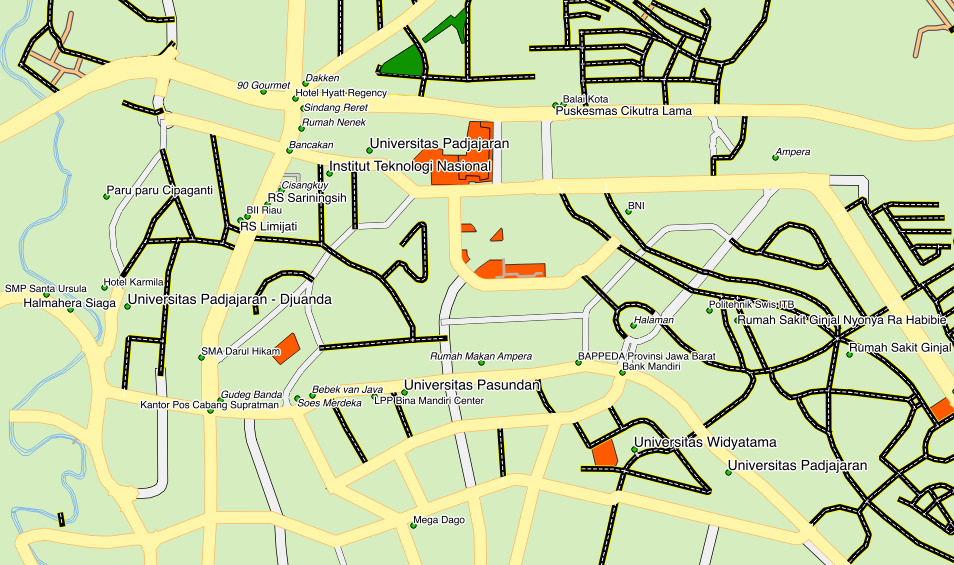 Dakken
90 Gourmet
Hotel Hyatt Regency
Balai Kota
Sindang Reret
Puskesmas Cikutra Lama
Rumah Nenek
Bancakan
Universitas Padjajaran
Ampera
Institut Teknologi Nasional
Cisangkuy
Paru paru Cipaganti
RS Sariningsih
BNI
BII Riau
RS Limijati
Hotel Karmila
SMP Santa Ursula
Halmahera Siaga
Universitas Padjajaran - Djuanda
Politehnik Swis ITB
Halaman
Rumah Sakit Ginjal Nyonya Ra Habibie
Rumah Sakit Ginjal
SMA Darul Hikam
Rumah Makan Ampera
BAPPEDA Provinsi Jawa Barat
Bank Mandiri
Universitas Pasundan
Bebek van Java
Gudeg Banda
LPP Bina Mandiri Center
Soes Merdeka
Kantor Pos Cabang Supratman
Universitas Widyatama
Universitas Padjajaran
Mega Dago